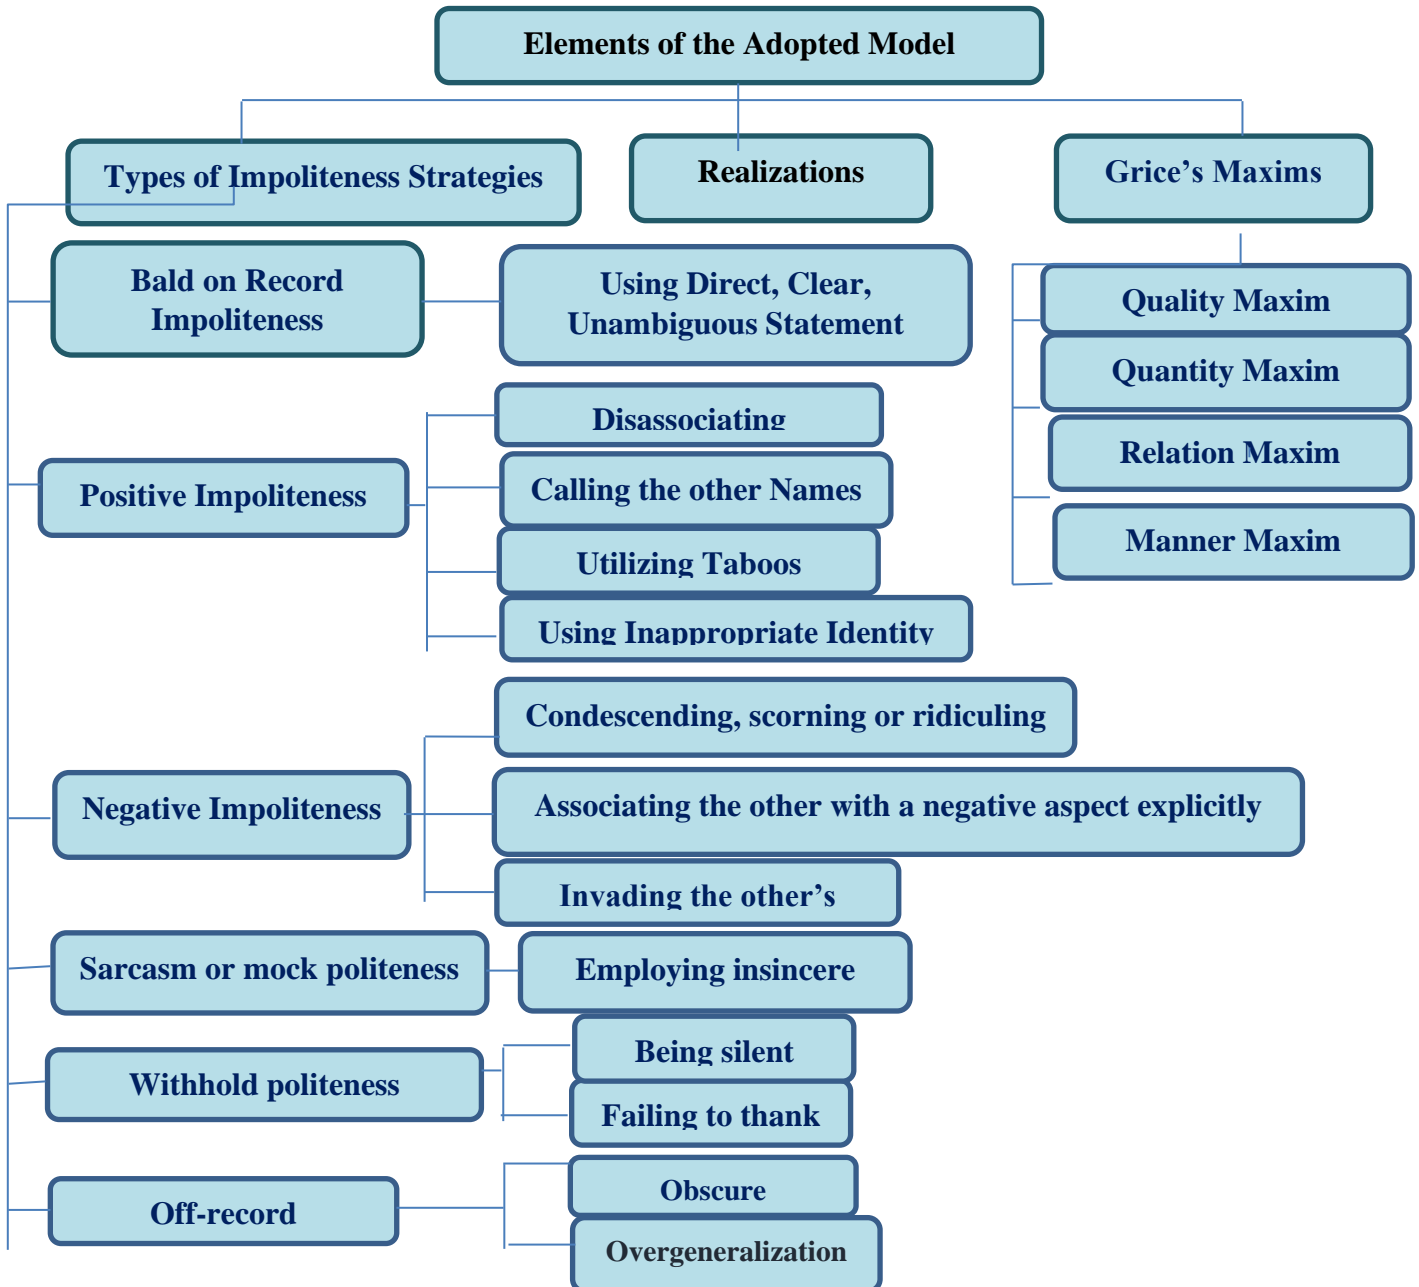 Elements of the Adopted Model
Types of Impoliteness Strategies
Realizations
Grice’s Maxims
Bald on Record
Impoliteness
Using Direct, Clear,
Unambiguous Statement
Quality Maxim
Quantity Maxim
Relation Maxim
Manner Maxim
Positive Impoliteness
Disassociating
Calling the other Names
Utilizing Taboos
Using Inappropriate Identity
Negative Impoliteness
Condescending, scorning or ridiculing
Associating the other with a negative aspect explicitly
Invading the other’s
Sarcasm or mock politeness
Employing insincere
Withhold politeness
Being silent
Failing to thank
Off-record
Obscure
Overgeneralization